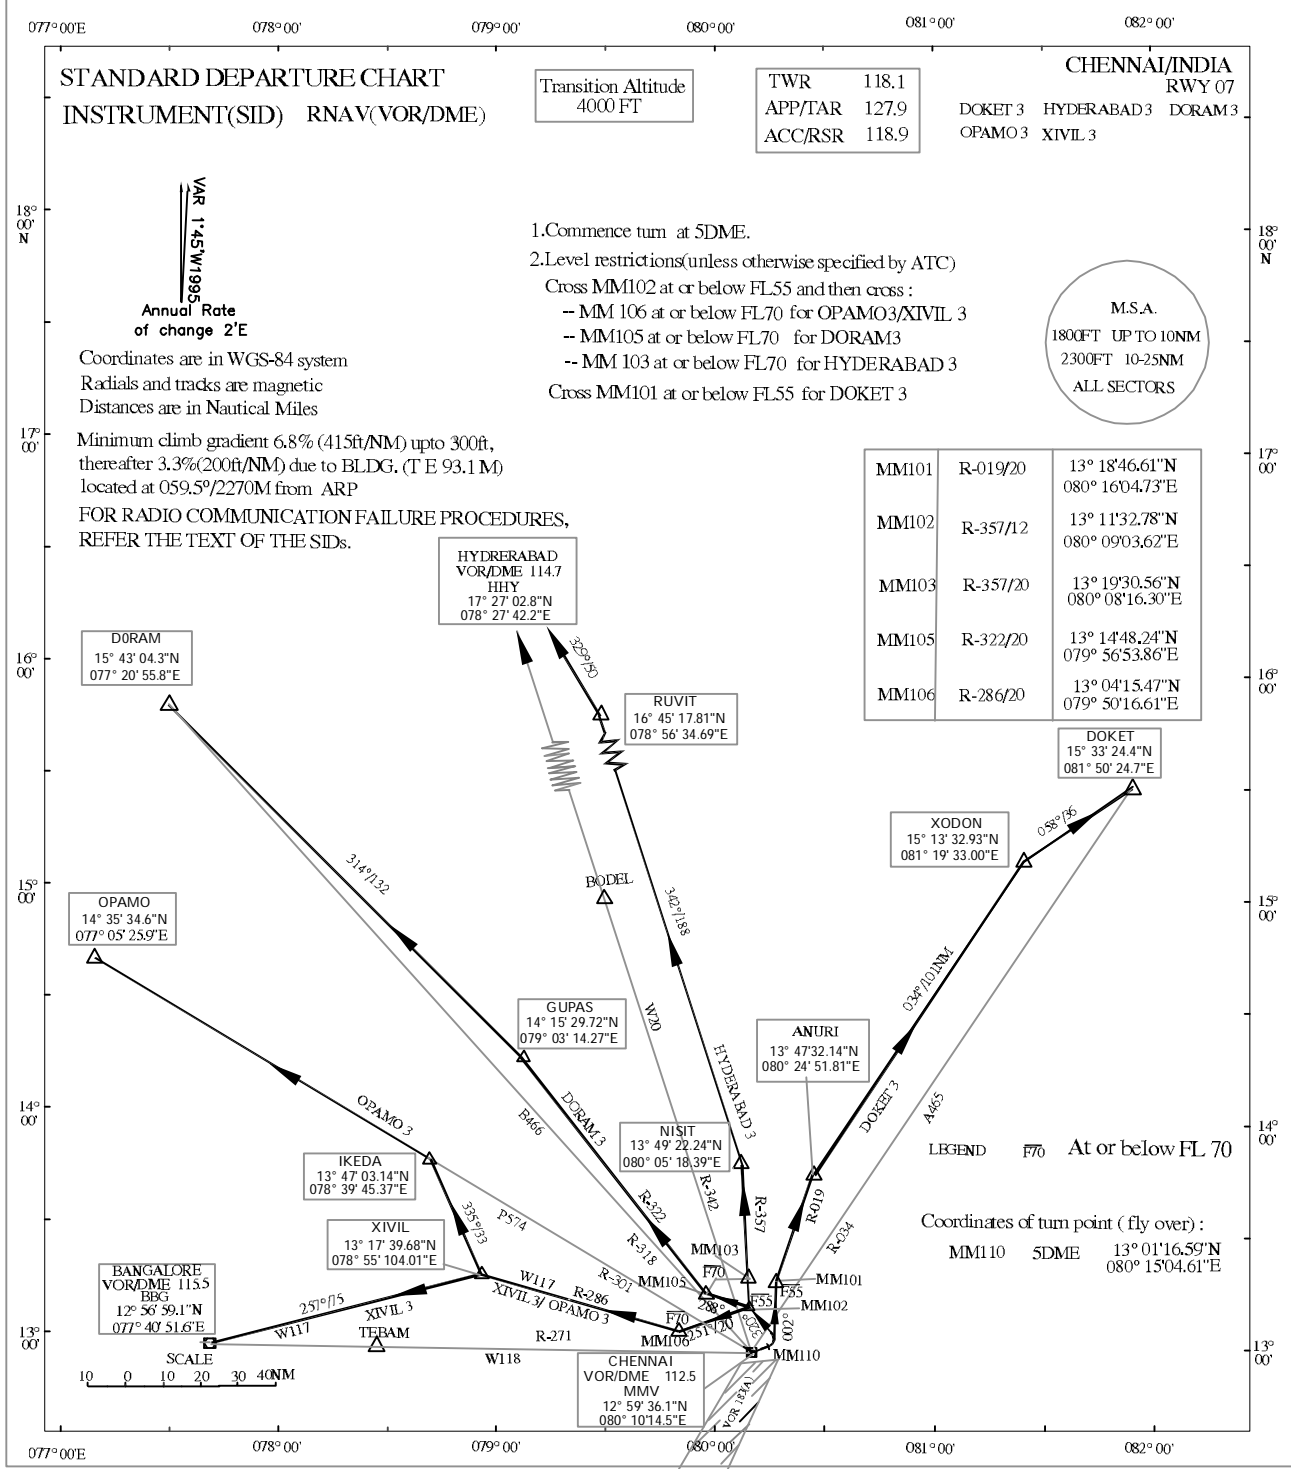 077° 00'E 078° 00' 079° 00' 080° 00' 081° 00' 082° 00'
STANDARD DEPARTURE CHART
INSTRUMENT(SID) RNAV(VOR/DME)
Transition Altitude
4000 FT
TWR 118.1
APP/TAR 127.9
ACC/RSR 118.9
CHENNAI/INDIA
RWY 07
DOKET 3 HYDERABAD 3 DORAM 3
OPAMO 3 XIVIL 3
VAR 1°45'W1995
Annual Rate
of change 2'E
18°
00'
N
18°
00'
N
1.Commence turn at 5DME.
2.Level restrictions(unless otherwise specified by ATC)
Cross MM102 at or below FL55 and then cross :
-- MM 106 at or below FL70 for OPAMO3/XIVIL 3
-- MM105 at or below FL70 for DORAM3
-- MM 103 at or below FL70 for HYDERABAD 3
Cross MM101 at or below FL55 for DOKET 3
M.S.A.
1800FT UP TO 10NM
2300FT 10-25NM
ALL SECTORS
Coordinates are in WGS-84 system
Radials and tracks are magnetic
Distances are in Nautical Miles
17°
00'
17°
00'
Minimum climb gradient 6.8% (415ft/NM) upto 300ft,
thereafter 3.3%(200ft/NM) due to BLDG. (T E 93.1 M)
located at 059.5°/2270M from ARP
FOR RADIO COMMUNICATION FAILURE PROCEDURES,
REFER THE TEXT OF THE SIDs.
MM101 R-019/20 13° 18'46.61"N
080° 16'04.73"E
MM102 R-357/12 13° 11'32.78"N
080° 09'03.62"E
MM103 R-357/20 13° 19'30.56"N
080° 08'16.30"E
MM105 R-322/20 13° 14'48.24"N
079° 56'53.86"E
MM106 R-286/20 13° 04'15.47"N
079° 50'16.61"E
HYDRERABAD
VOR/DME 114.7
HHY
17° 27' 02.8"N
078° 27' 42.2"E
329°/50
16°
00'
16°
00'
D0RAM
15° 43' 04.3"N
077° 20' 55.8"E
RUVIT
16° 45' 17.81"N
078° 56' 34.69"E
DOKET
15° 33' 24.4"N
081° 50' 24.7"E
058°/36
XODON
15° 13' 32.93"N
081° 19' 33.00"E
314°/132
BODEL
342°/188
15°
00'
15°
00'
OPAMO
14° 35' 34.6"N
077° 05' 25.9"E
034°/101NM
GUPAS
14° 15' 29.72"N
079° 03' 14.27"E
W20
ANURI
13° 47'32.14"N
080° 24' 51.81"E
HYDERABAD 3
DOKET 3
A465
14°
00'
14°
00'
OPAMO 3
B466
DORAM 3
NISIT
13° 49' 22.24"N
080° 05' 18.39"E
LEGEND F70 At or below FL 70
IKEDA
13° 47' 03.14"N
078° 39' 45.37"E
R-342
R-322
R-357
R-019
R-034
335°/33
P574
R-318
R-301
XIVIL
13° 17' 39.68"N
078° 55' 104.01"E
Coordinates of turn point ( fly over) :
MM110 5DME 13° 01'16.59"N
080° 15'04.61"E
MM103
F70
MM105
MM101
F55
F55
MM102
BANGALORE
VOR/DME 115.5
BBG
12° 56' 59.1"N
077° 40' 51.6"E
257°/75
XIVIL 3
W117
W117
R-286
XIVIL 3/ OPAMO 3
288°
320°
002°
F70
MM106
251°/20
TEBAM
R-271
W118
MM110
13°
00'
13°
00'
SCALE
10 0 10 20 30 40NM
CHENNAI
VOR/DME 112.5
MMV
12° 59' 36.1"N
080° 10'14.5"E
VOR 183(A)
077° 00'E 078° 00' 079° 00' 080° 00' 081° 00' 082° 00'